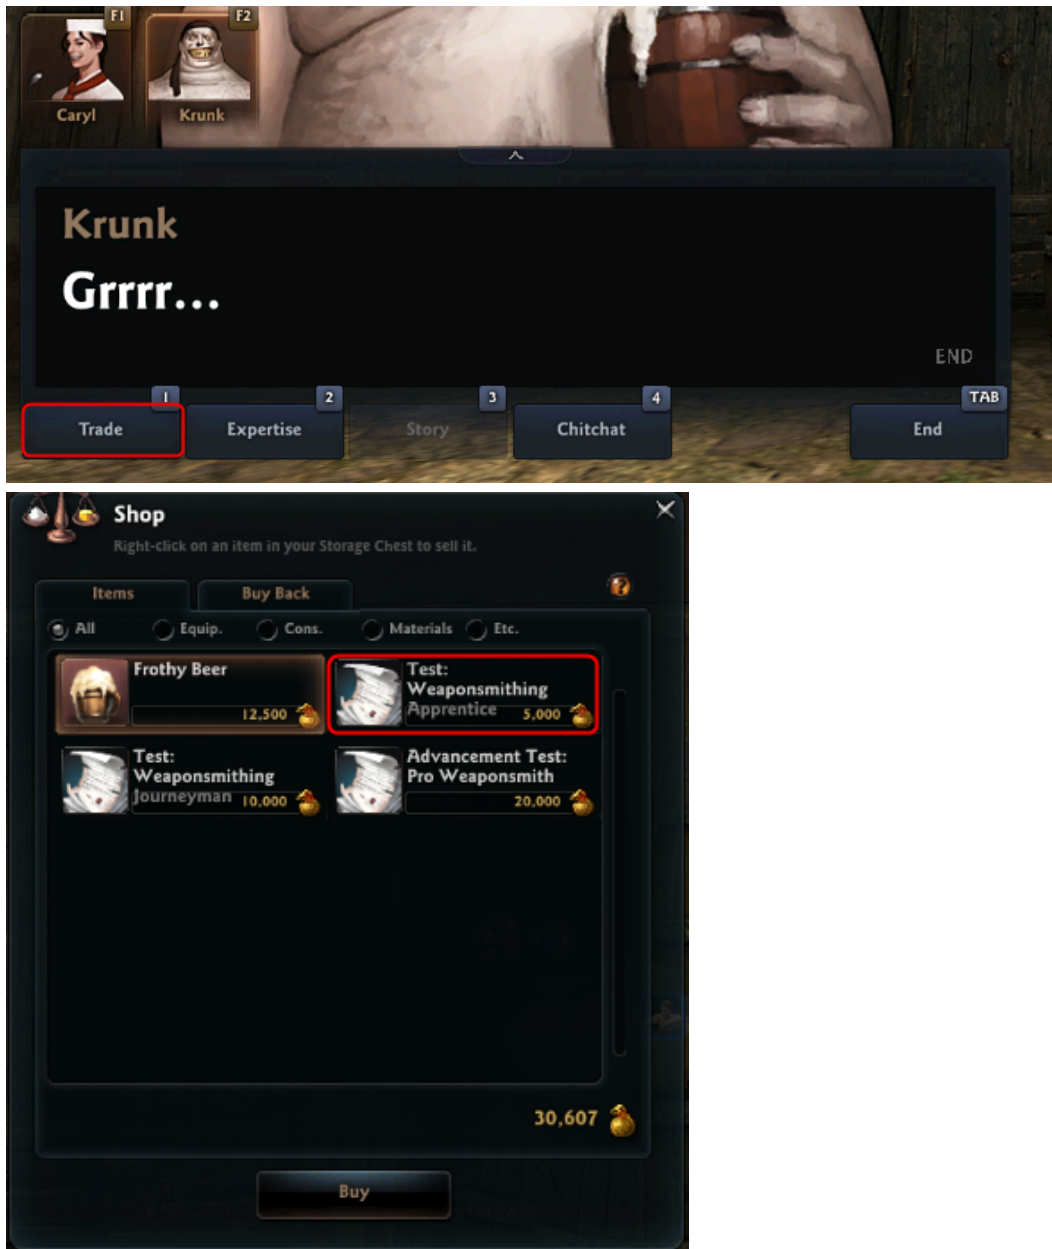 F1
F2
Caryl
Krunk
Krunk
Grrrr...
END
1
2
3
4
TAB
Trade
Expertise
Story
Chitchat
End
Shop
Right-click on an item in your Storage Chest to sell it.
Items
Buy Back
?
All
Equip.
Cons.
Materials
Etc.
Frothy Beer
12,500
Test:
Weaponsmithing
Apprentice
5,000
Test:
Weaponsmithing
Journeyman
10,000
Advancement Test:
Pro Weaponsmith
20,000
30,607
Buy